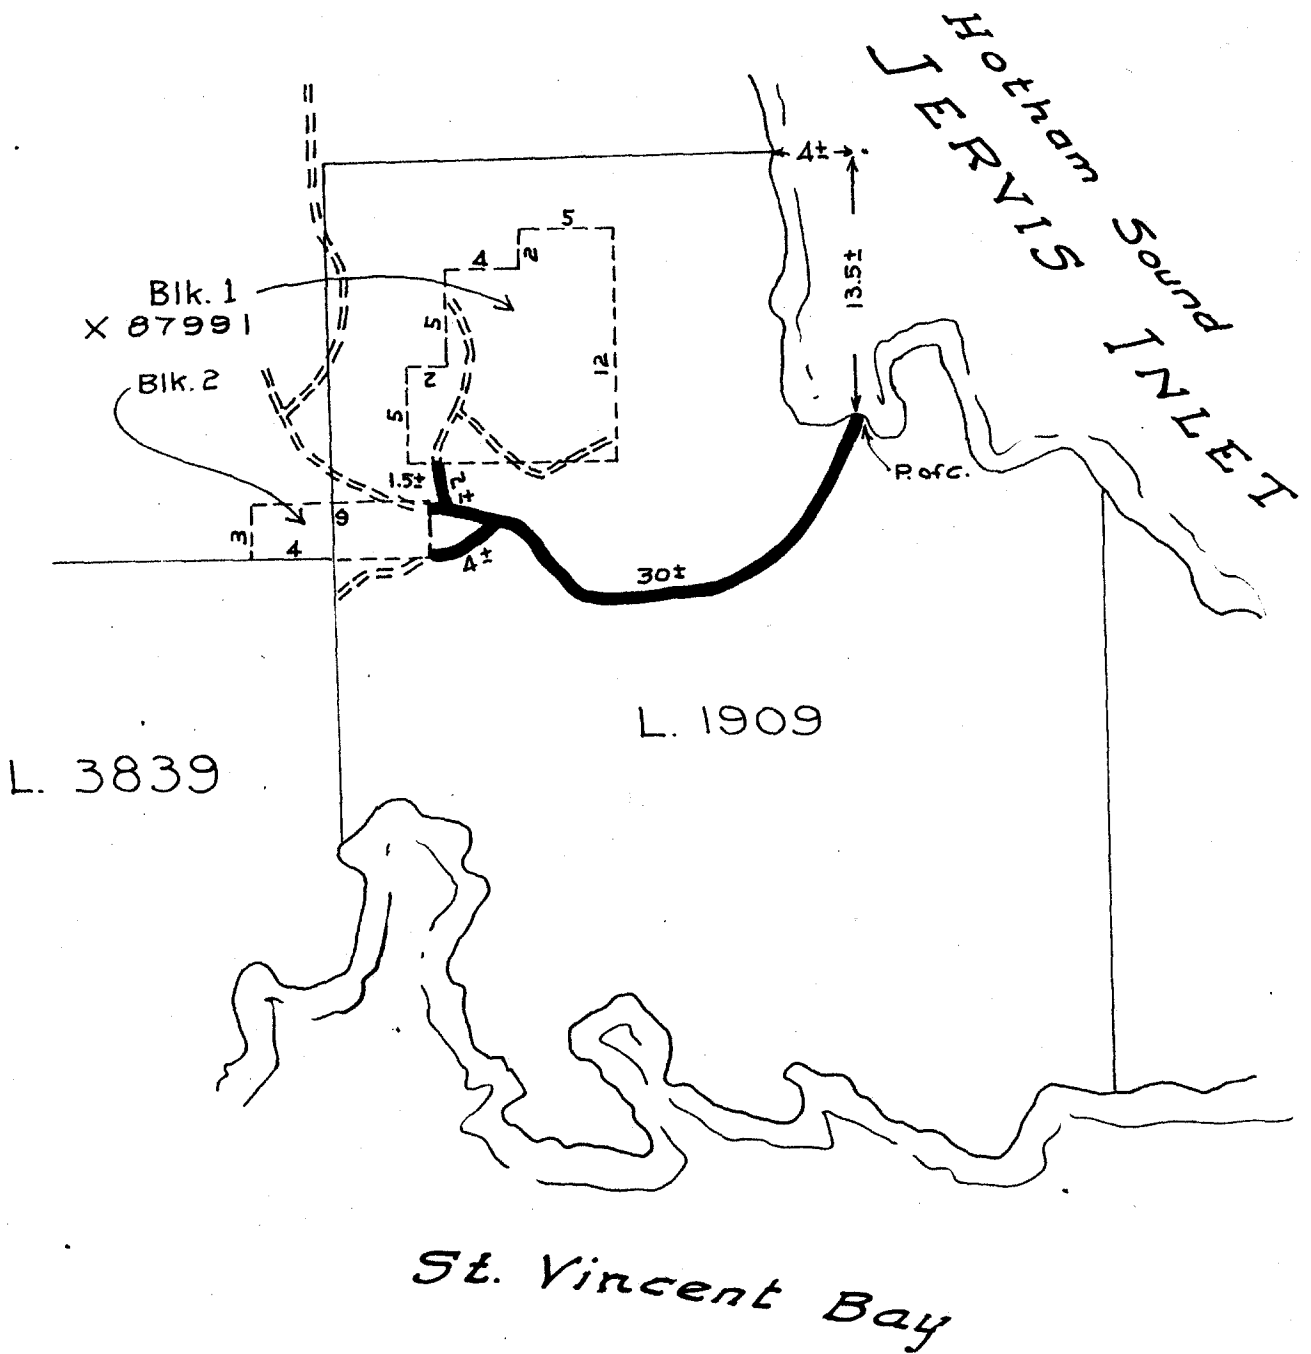 Hotham Sound
JERVIS INLET
4±
13.5±
5
4
2
Blk. 1
X 87991
5
12
2
Blk. 2
5
1.5±
2±
P. of C.
9
3
4
4±
30±
L. 1909
L. 3839
St. Vincent Bay